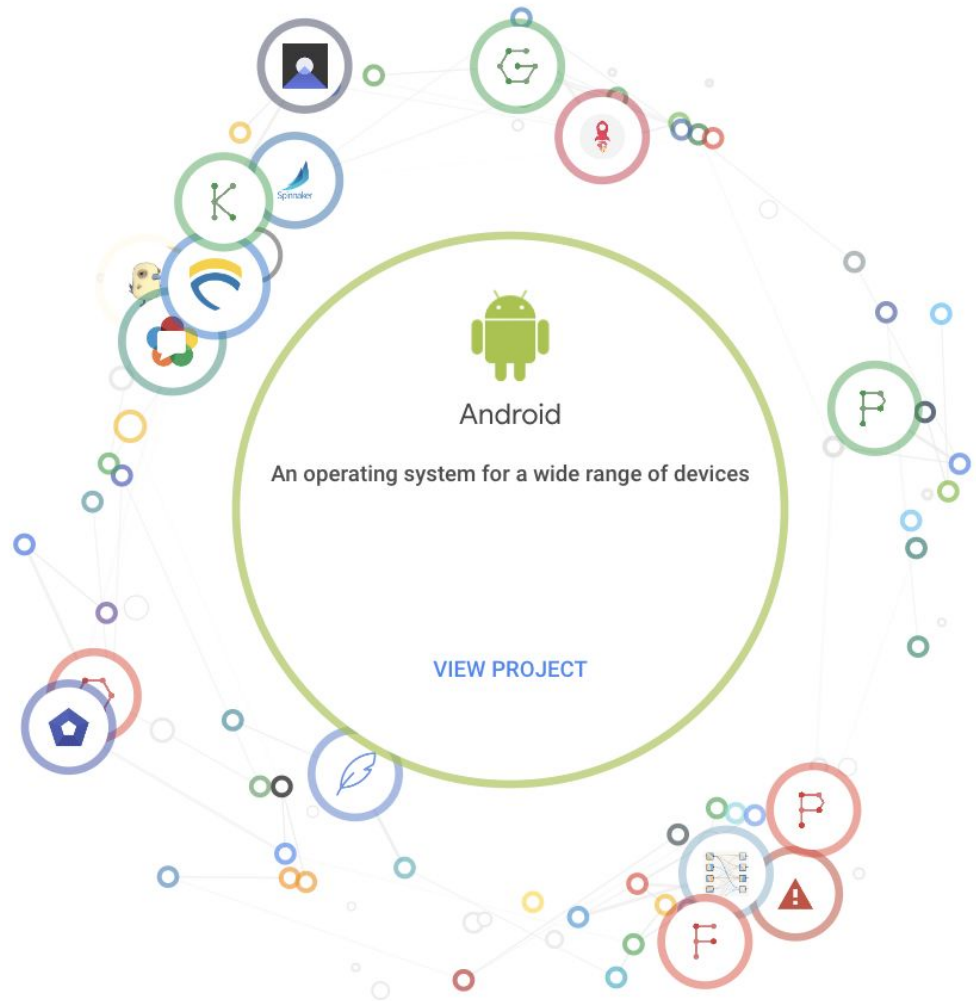 G
Spinnaker
K
Android
P
An operating system for a wide range of devices
VIEW PROJECT
P
F